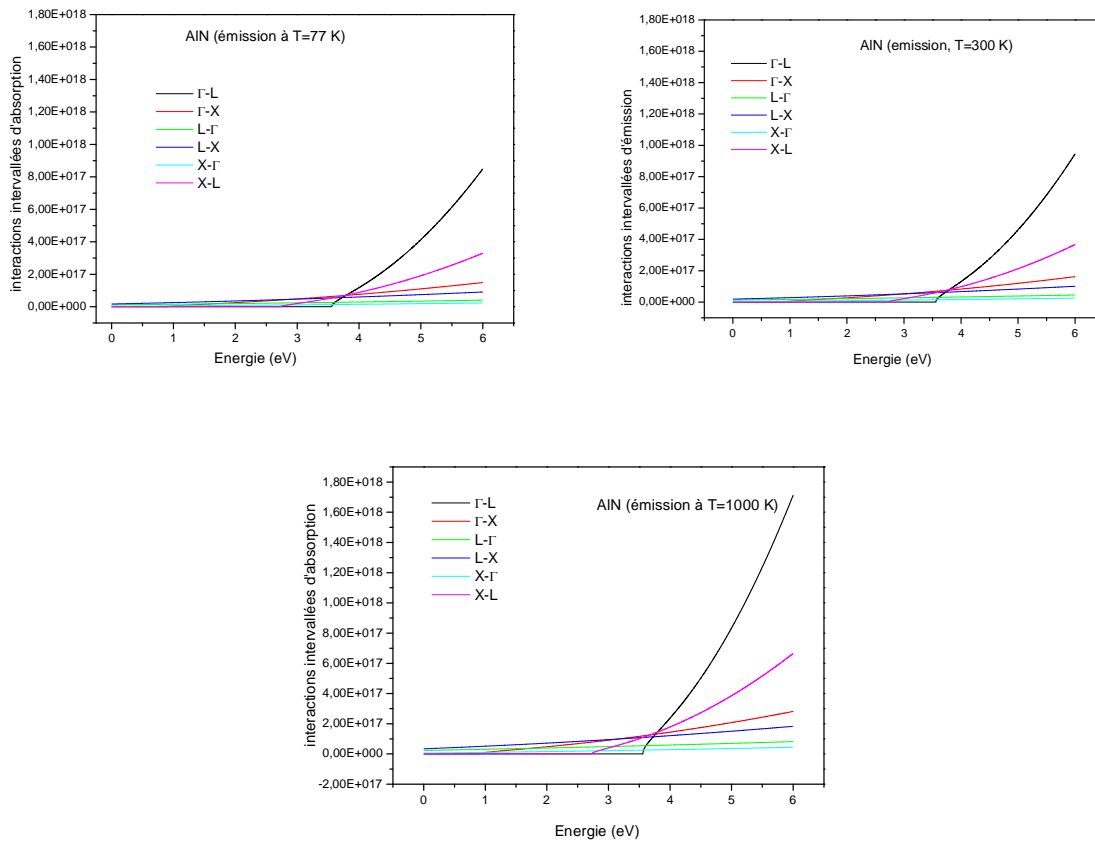 1,80E+018
1,60E+018
1,40E+018
1,20E+018
1,00E+018
8,00E+017
6,00E+017
4,00E+017
2,00E+017
0,00E+000
interactions intervallées d'absorption
AlN (émission à T=77 K)
Γ-L
Γ-X
L-Γ
L-X
X-Γ
X-L
0 1 2 3 4 5 6
Energie (eV)
1,80E+018
1,60E+018
1,40E+018
1,20E+018
1,00E+018
8,00E+017
6,00E+017
4,00E+017
2,00E+017
0,00E+000
interactions intervallées d'émission
AlN (emission, T=300 K)
Γ-L
Γ-X
L-Γ
L-X
X-Γ
X-L
0 1 2 3 4 5 6
Energie (eV)
1,80E+018
1,60E+018
1,40E+018
1,20E+018
1,00E+018
8,00E+017
6,00E+017
4,00E+017
2,00E+017
0,00E+000
-2,00E+017
interactions intervallées d'absorption
AlN (émission à T=1000 K)
Γ-L
Γ-X
L-Γ
L-X
X-Γ
X-L
0 1 2 3 4 5 6
Energie (eV)